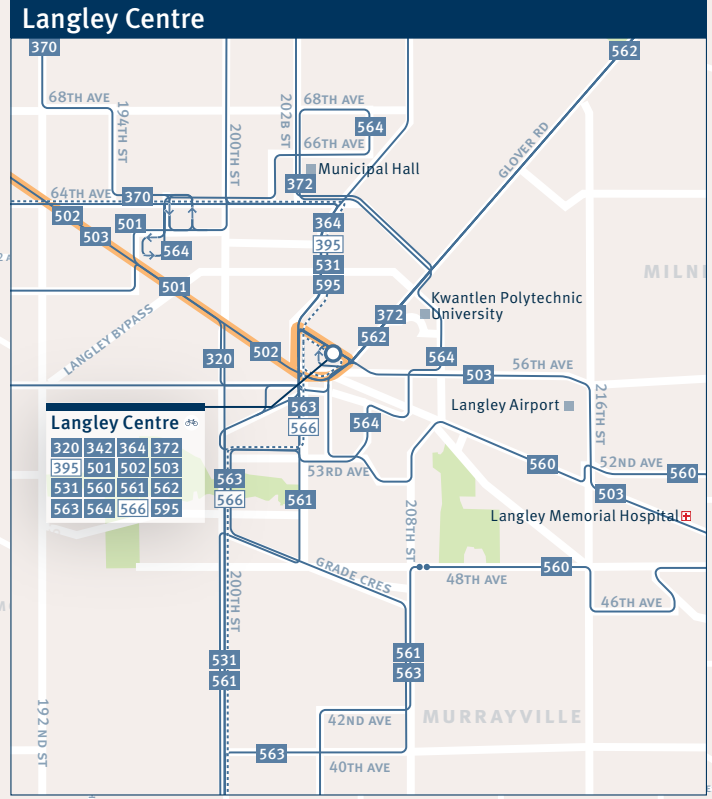 Langley Centre
370
562
68TH AVE
68TH AVE
194TH ST
200TH ST
202B ST
564
66TH AVE
GLOVER RD
Municipal Hall
372
64TH AVE
370
502
501
364
503
564
395
531
MILN
595
501
Kwantlen Polytechnic
University
372
LANGLEY BYPASS
562
320
502
564
56TH AVE
503
563
Langley Airport
216TH ST
Langley Centre
566
564
320 342 364 372
395 501 502 503
531 560 561 562
563 564 566 595
53RD AVE
560
52ND AVE
560
563
566
561
503
208TH ST
Langley Memorial Hospital
GRADE CRES
560
48TH AVE
200TH ST
46TH AVE
531
561
561
563
192 ND ST
42ND AVE
MURRAYVILLE
563
40TH AVE